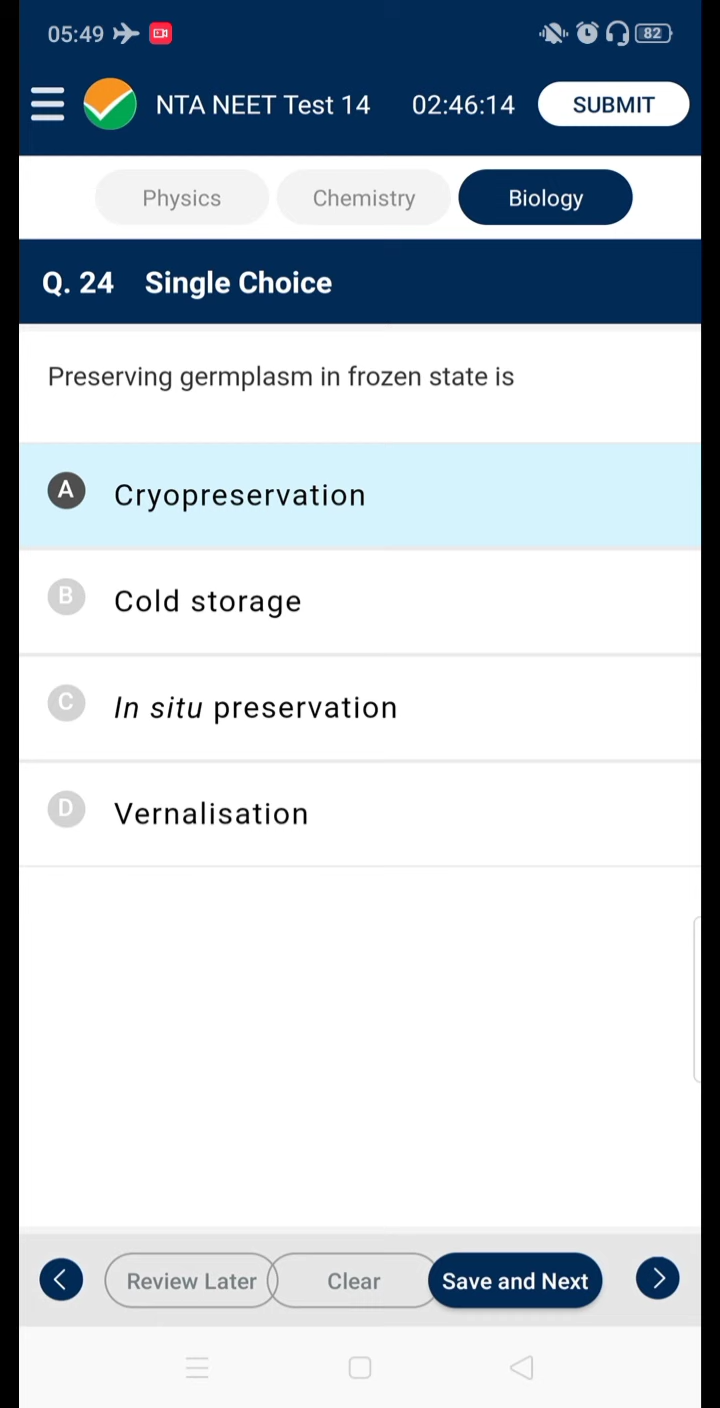 05:49 82
NTA NEET Test 14 02:46:14 SUBMIT
Physics Chemistry Biology
Q. 24 Single Choice
Preserving germplasm in frozen state is
A Cryopreservation
B Cold storage
C In situ preservation
D Vernalisation
Review Later Clear Save and Next